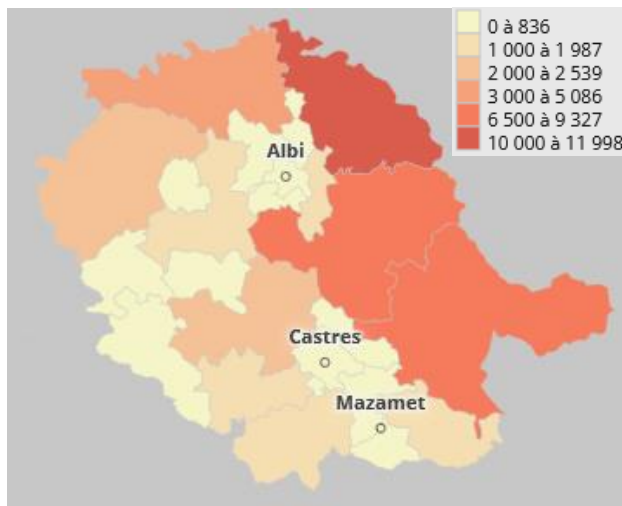 0 à 836
1 000 à 1 987
2 000 à 2 539
3 000 à 5 086
6 500 à 9 327
10 000 à 11 998
Albi
Castres
Mazamet